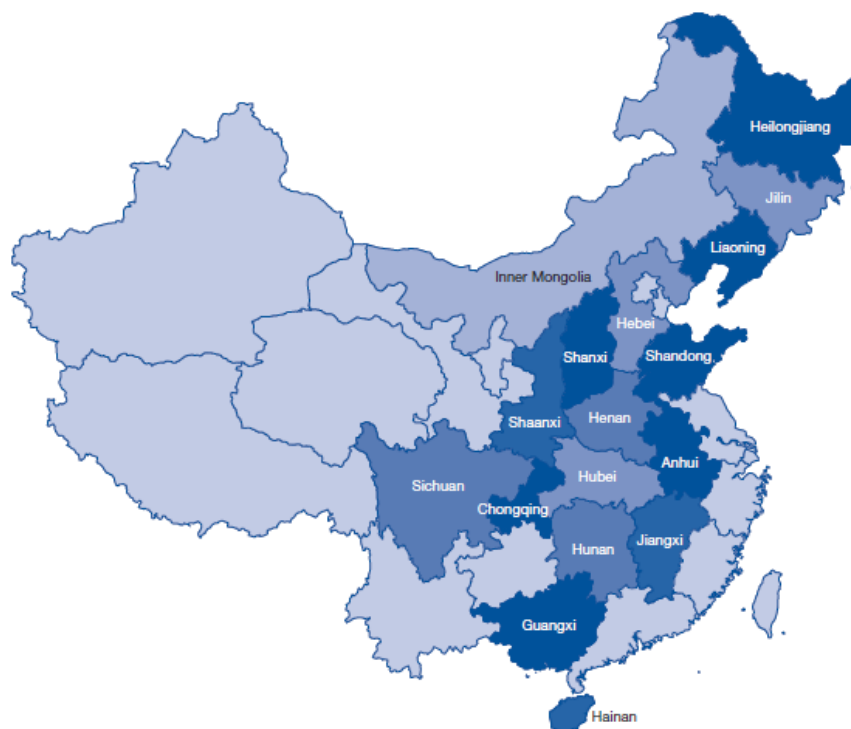 Heilongjiang
Jilin
Liaoning
Inner Mongolia
Hebei
Shanxi
Shandong
Shaanxi
Henan
Anhui
Sichuan
Hubei
Chongqing
Jiangxi
Hunan
Guangxi
Hainan